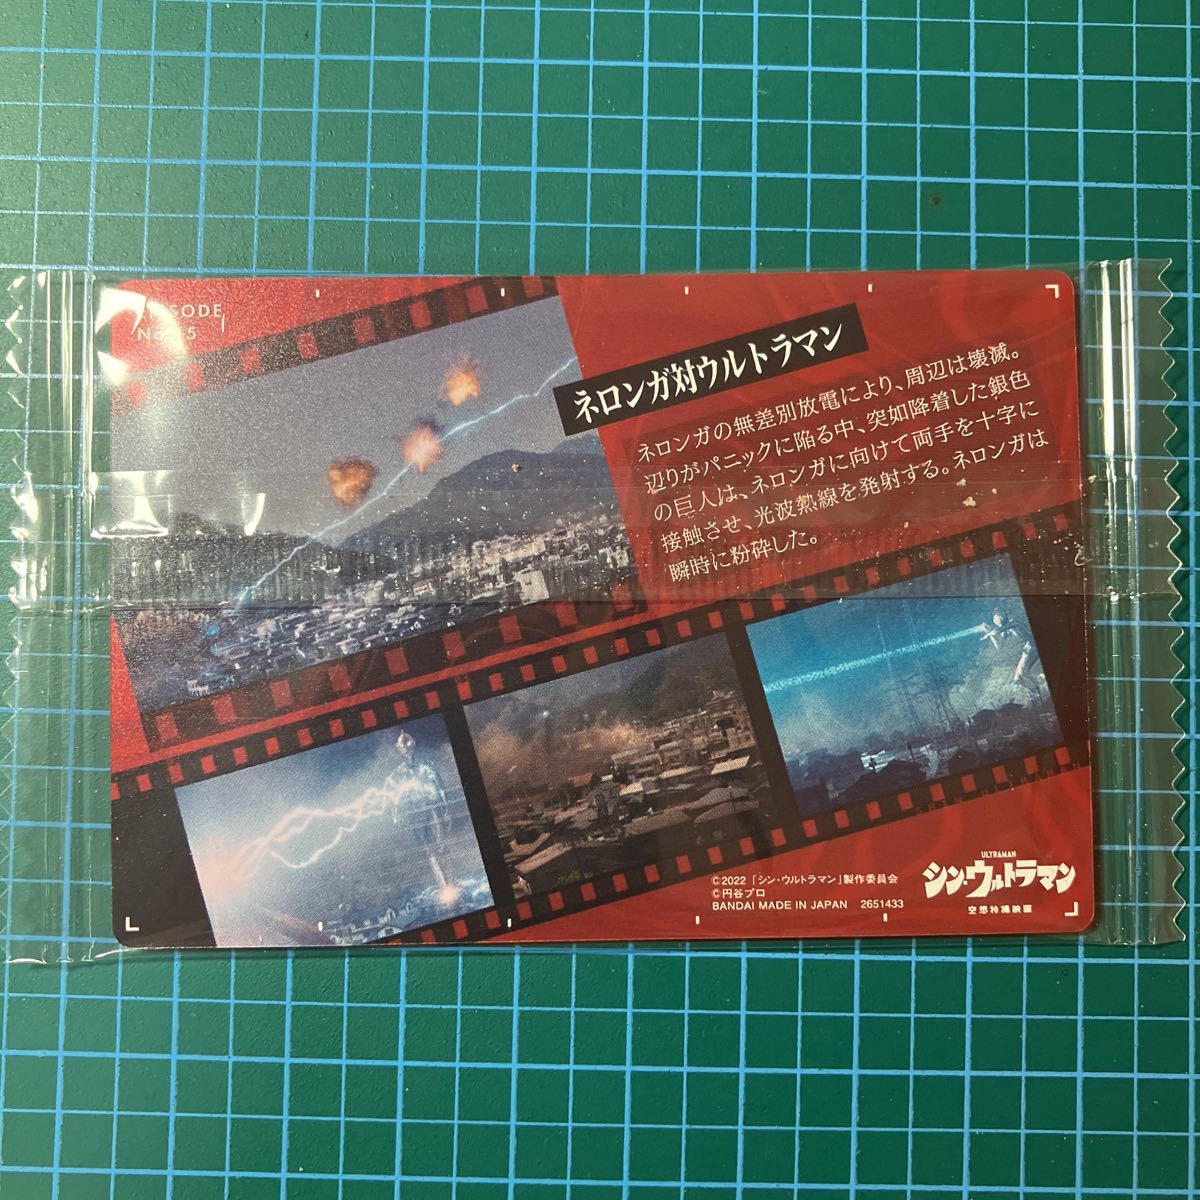 ネロンガ対ウルトラマン
ネロンガの無差別放電により、周辺は壊滅。
辺りがパニックに陥る中、突如降着した銀色
の巨人は、ネロンガに向けて両手を十字に
接触させ、光波熱線を発射する。ネロンガは
瞬時に粉砕した。
©2022「シン・ウルトラマン」製作委員会
©円谷プロ
BANDAI MADE IN JAPAN 2651433
ULTRAMAN
シン・ウルトラマン
空想特撮映画